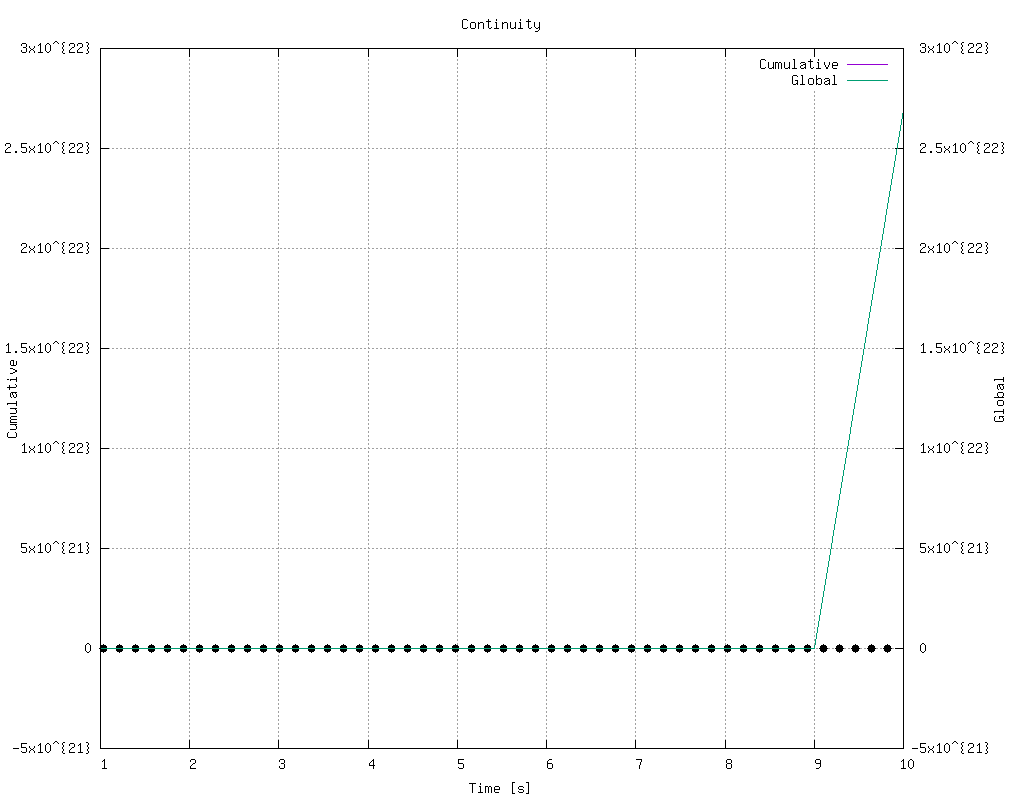 Continuity
3x10^{22}
2.5x10^{22}
2x10^{22}
1.5x10^{22}
1x10^{22}
5x10^{21}
0
-5x10^{21}
Cumulative
Cumulative
Global
3x10^{22}
2.5x10^{22}
2x10^{22}
1.5x10^{22}
1x10^{22}
5x10^{21}
0
-5x10^{21}
Global
1 2 3 4 5 6 7 8 9 10
Time [s]